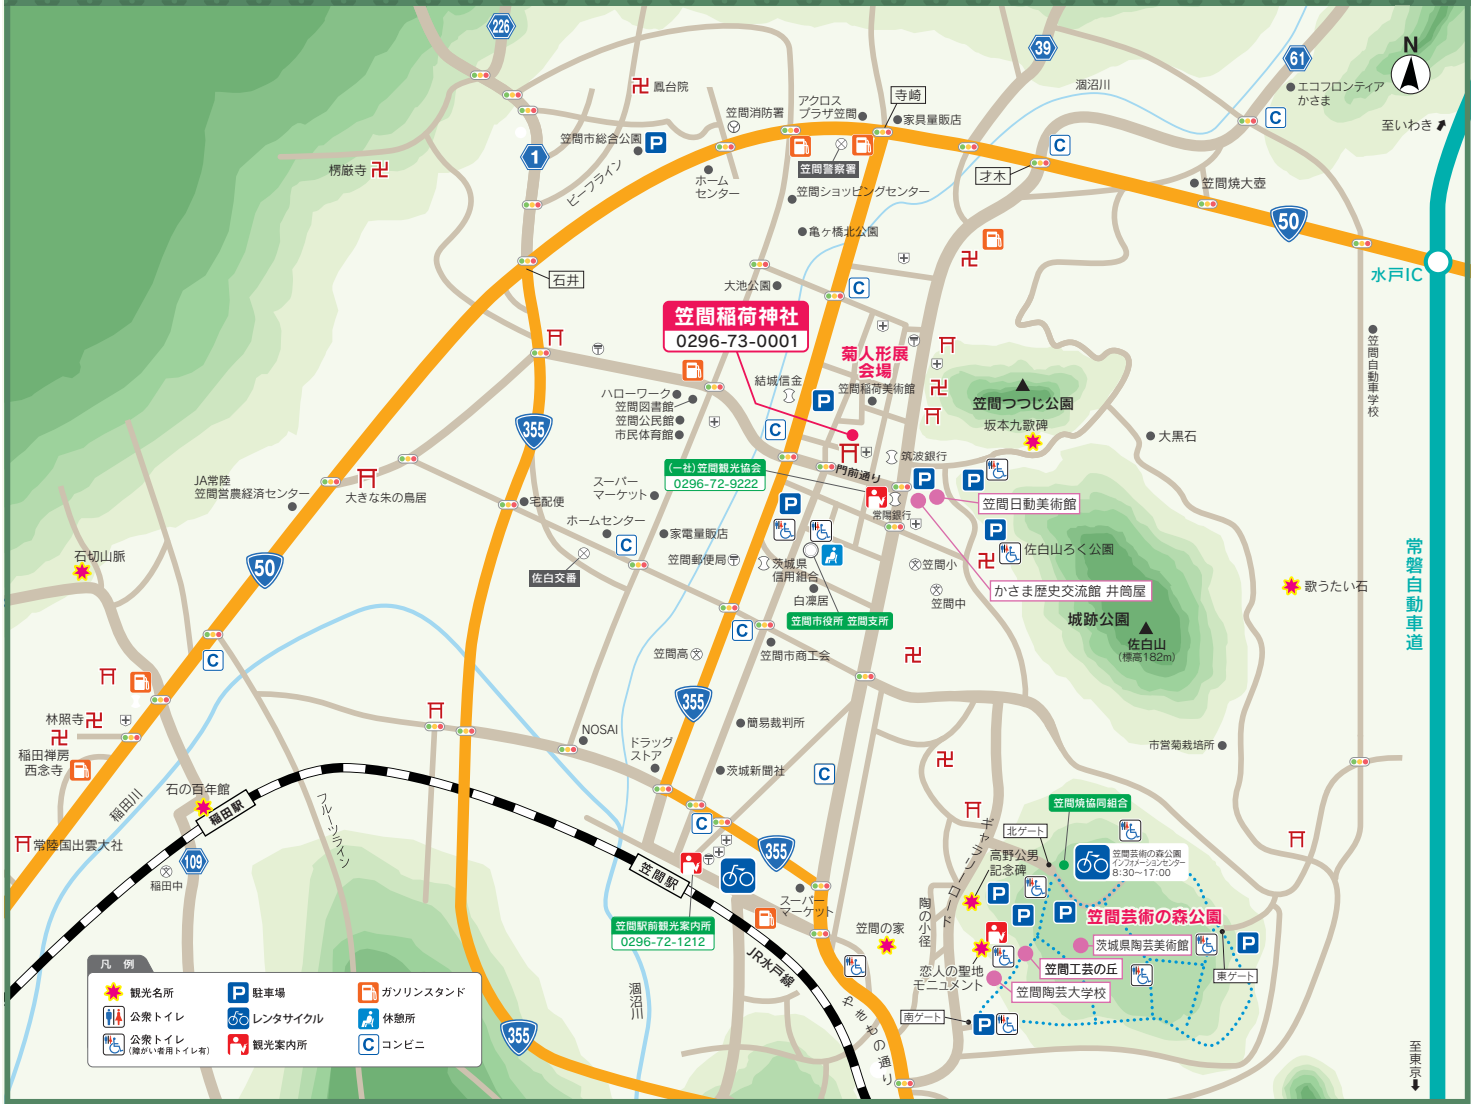 226
39
61
N
涸沼川
エコフロンティア
かさま
至いわき
鳳台院
笠間消防署
アクロス
プラザ笠間
寺崎
家具量販店
C
C
笠間市総合公園
P
1
楞厳寺
ビーフライン
ホーム
センター
笠間警察署
才木
笠間ショッピングセンター
笠間焼大壺
50
亀ヶ橋北公園
水戸IC
石井
大池公園
C
笠間稲荷神社
0296-73-0001
菊人形展
会場
笠間稲荷美術館
結城信金
P
ハローワーク
笠間図書館
笠間公民館
市民体育館
C
355
笠間つつじ公園
坂本九歌碑
大黒石
笠間自動車学校
筑波銀行
門前通り
(一社)笠間観光協会
0296-72-9222
JA常陸
笠間営農経済センター
大きな朱の鳥居
宅配便
スーパー
マーケット
P
P
P
常陽銀行
笠間日動美術館
ホームセンター
C
家電量販店
笠間郵便局
茨城県
信用組合
白凛居
P
佐白山ろく公園
石切山脈
50
佐白交番
笠間小
笠間中
かさま歴史交流館 井筒屋
歌うたい石
常磐自動車道
笠間市役所 笠間支所
城跡公園
佐白山
(標高182m)
C
C
笠間高
笠間市商工会
355
林照寺
稲田禅房
西念寺
NOSAI
ドラッグ
ストア
簡易裁判所
茨城新聞社
C
市営菊栽培所
石の百年館
稲田駅
稲田川
フルーツライン
常陸国出雲大社
109
稲田中
C
355
笠間駅
笠間焼協同組合
北ゲート
ギャラリーロード
高野公男
記念碑
笠間芸術の森公園
インフォメーションセンター
8:30～17:00
P
P
P
笠間芸術の森公園
陶の小径
スーパー
マーケット
笠間の家
笠間駅前観光案内所
0296-72-1212
JR水戸線
茨城県陶芸美術館
P
笠間工芸の丘
東ゲート
恋人の聖地
モニュメント
笠間陶芸大学校
南ゲート
P
やきもの通り
涸沼川
355
至東京
凡 例
観光名所
公衆トイレ
公衆トイレ
(障がい者用トイレ有)
P
駐車場
レンタサイクル
観光案内所
ガソリンスタンド
休憩所
C
コンビニ